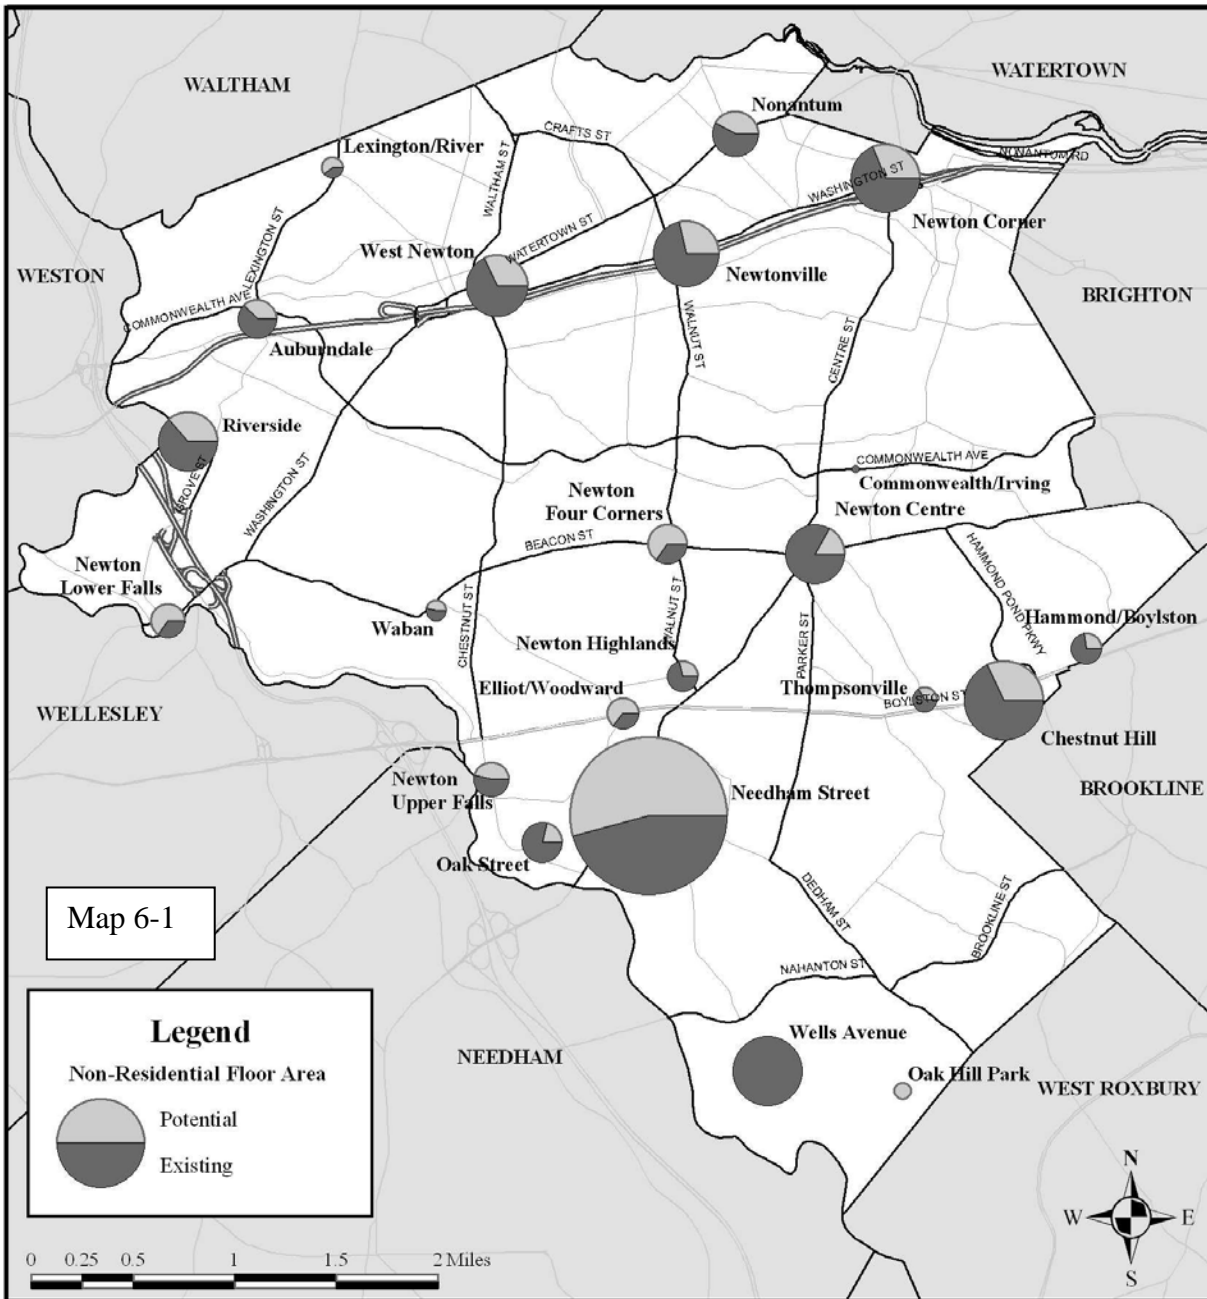 WALTHAM
WATERTOWN
Nonantum
CRAFTS ST
Lexington/River
WALTHAM ST
NONANTUM RD
WASHINGTON ST
Newton Corner
LEXINGTON ST
West Newton
WATERTOWN ST
Newtonville
WESTON
BRIGHTON
COMMONWEALTH AVE
Auburndale
WALNUT ST
CENTRE ST
Riverside
GROVE ST
WASHINGTON ST
COMMONWEALTH AVE
Commonwealth/Irving
Newton
Four Corners
Newton Centre
BEACON ST
HAMMOND POND PKWY
Newton
Lower Falls
Waban
CHESTNUT ST
WALNUT ST
PARKER ST
Hammond/Boylston
Newton Highlands
Elliot/Woodward
Thompsonville
BOYLSTON ST
WELLESLEY
Chestnut Hill
Newton
Upper Falls
Needham Street
BROOKLINE
Oak Street
DEDHAM ST
BROOKLINE ST
Map 6-1
NAHANTON ST
Wells Avenue
NEEDHAM
Oak Hill Park
WEST ROXBURY
Legend
Non-Residential Floor Area
Potential
Existing
N
W
E
S
0 0.25 0.5 1 1.5 2 Miles